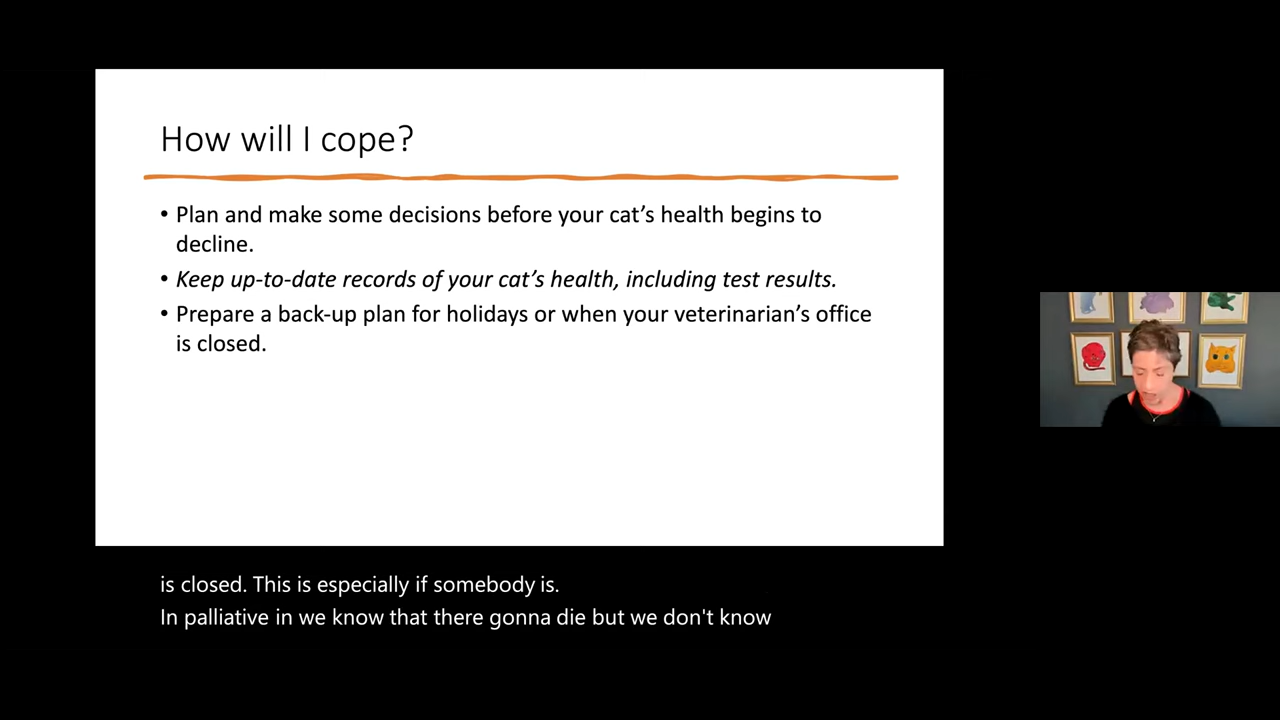 How will I cope?
• Plan and make some decisions before your cat’s health begins to
decline.
• Keep up-to-date records of your cat’s health, including test results.
• Prepare a back-up plan for holidays or when your veterinarian’s office
is closed.
is closed. This is especially if somebody is.
In palliative in we know that there gonna die but we don't know